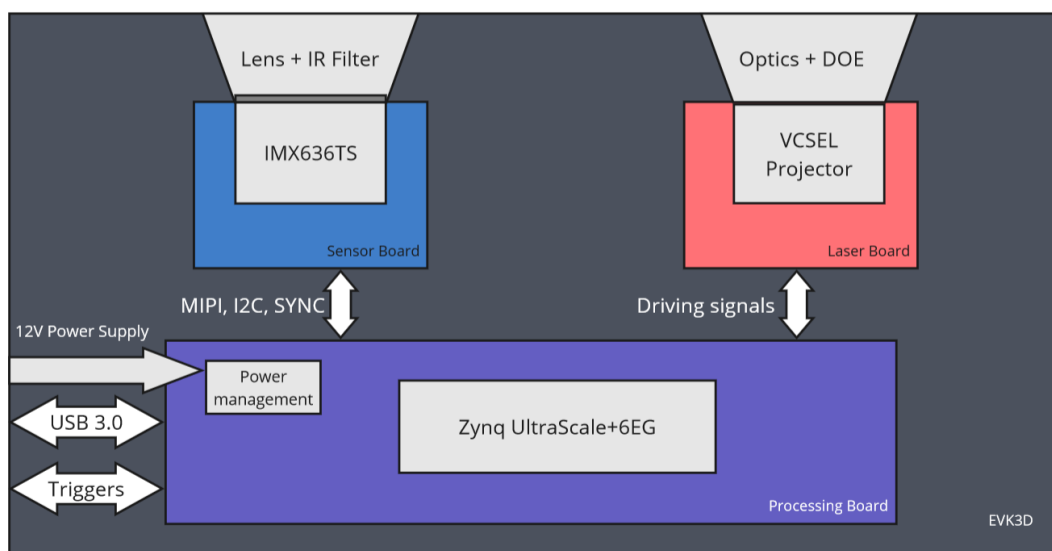 Lens + IR Filter
Optics + DOE
IMX636TS
VCSEL
Projector
Sensor Board
Laser Board
MIPI, I2C, SYNC
Driving signals
12V Power Supply
Power
management
USB 3.0
Zynq UltraScale+6EG
Triggers
Processing Board
EVK3D